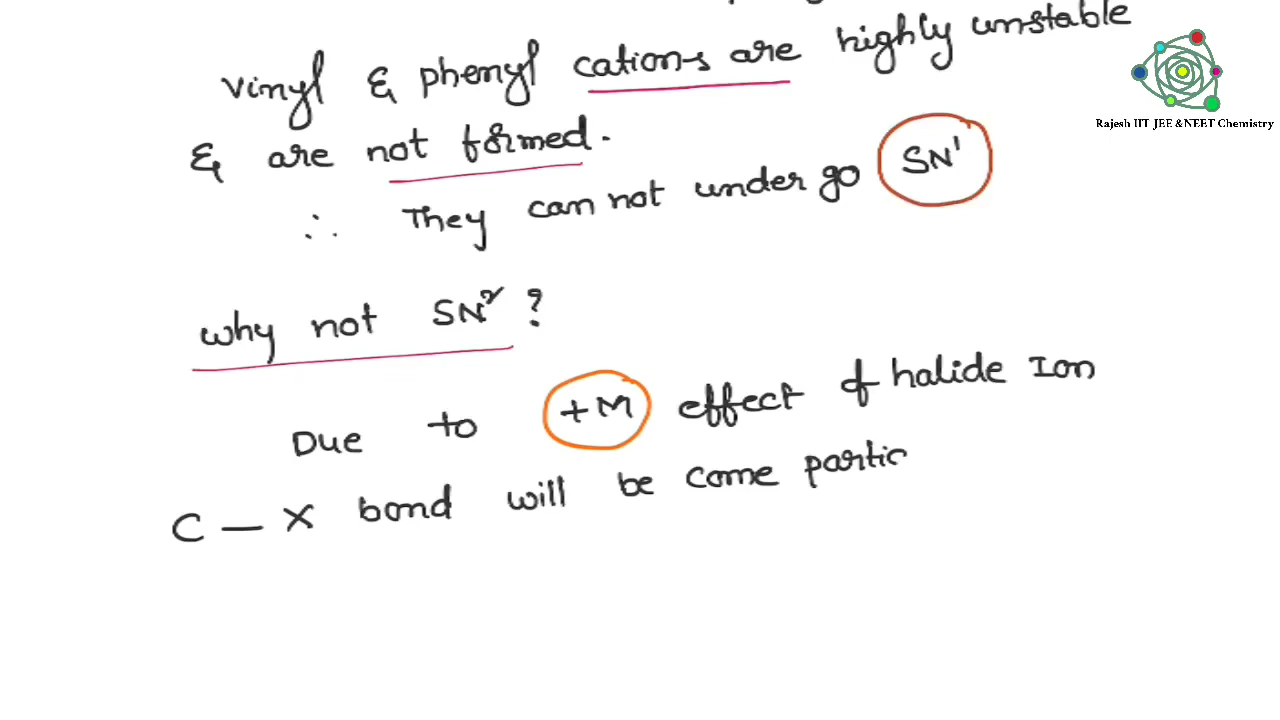 vinyl & phenyl cations are highly unstable
& are not formed.
∴ They can not under go SN¹
why not SN² ?
Due to +M effect of halide Ion
C — X bond will be come partic
Rajesh IIT JEE &NEET Chemistry